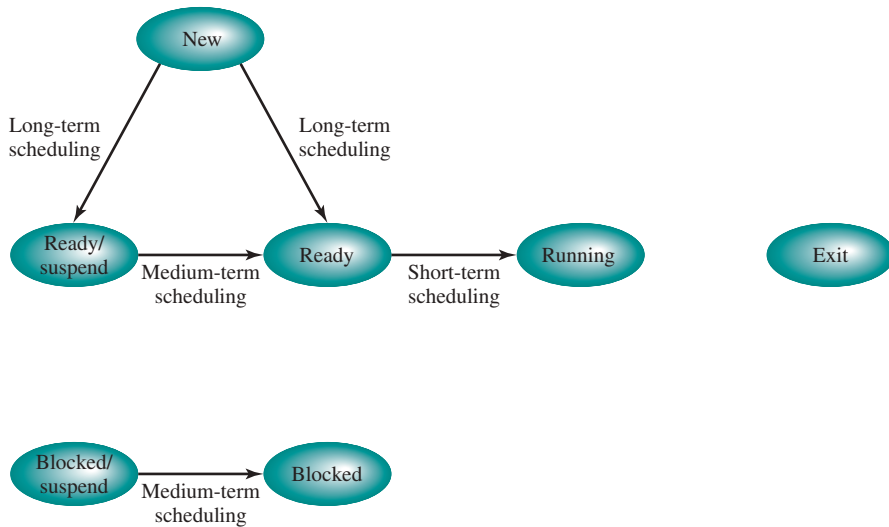 New
Long-term
scheduling
Long-term
scheduling
Ready/
suspend
Medium-term
scheduling
Ready
Short-term
scheduling
Running
Exit
Blocked/
suspend
Medium-term
scheduling
Blocked